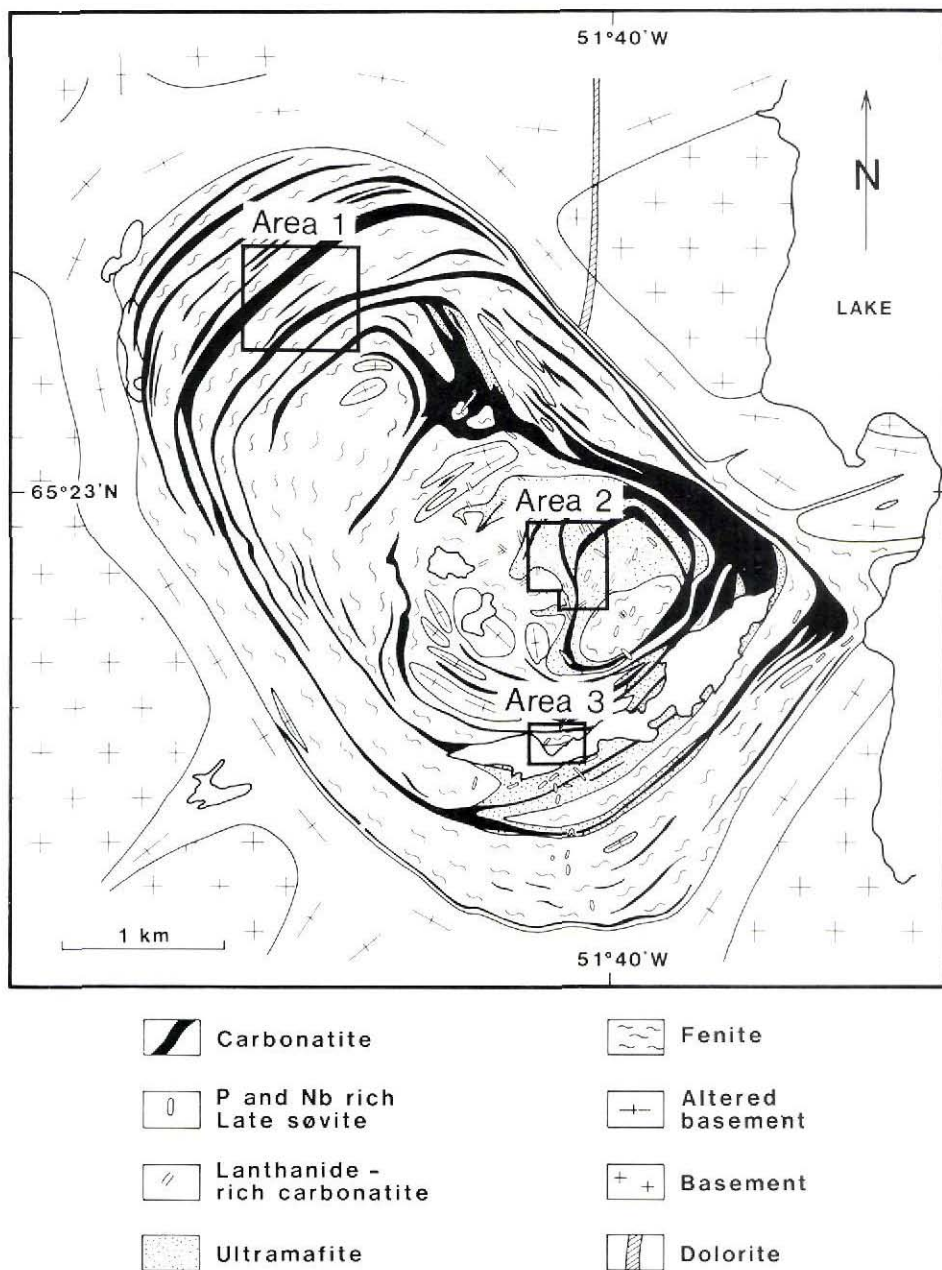 51°40'W
N
Area 1
LAKE
65°23'N
Area 2
Area 3
1 km
51°40'W
Carbonatite
P and Nb rich
Late søvite
Lanthanide -
rich carbonatite
Ultramafite
Fenite
Altered
basement
Basement
Dolorite